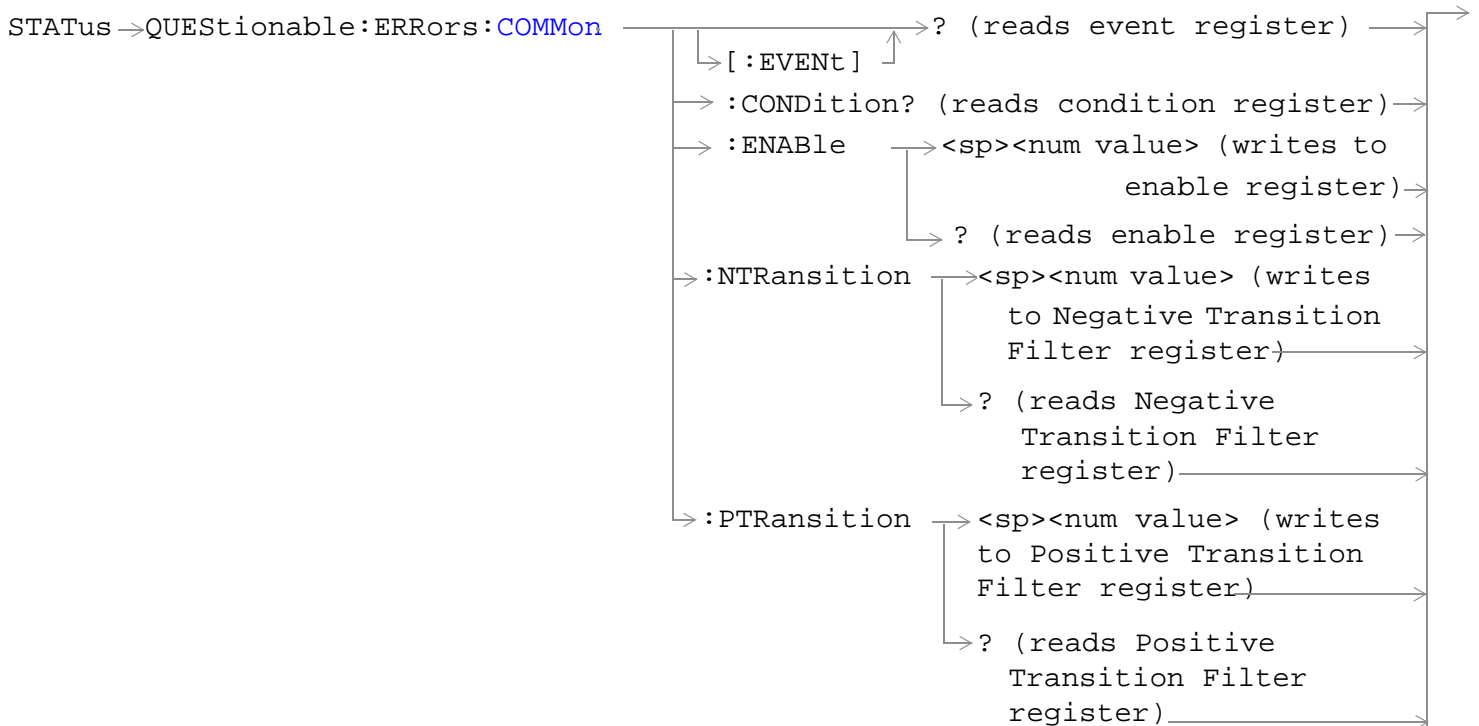 STATus QUEStionable:ERRors:COMMon ? (reads event register)
[:EVENt]
:CONDition? (reads condition register)
:ENABle <sp><num value> (writes to
enable register)
? (reads enable register)
:NTRansition <sp><num value> (writes
to Negative Transition
Filter register)
? (reads Negative
Transition Filter
register)
:PTRansition <sp><num value> (writes
to Positive Transition
Filter register)
? (reads Positive
Transition Filter
register)